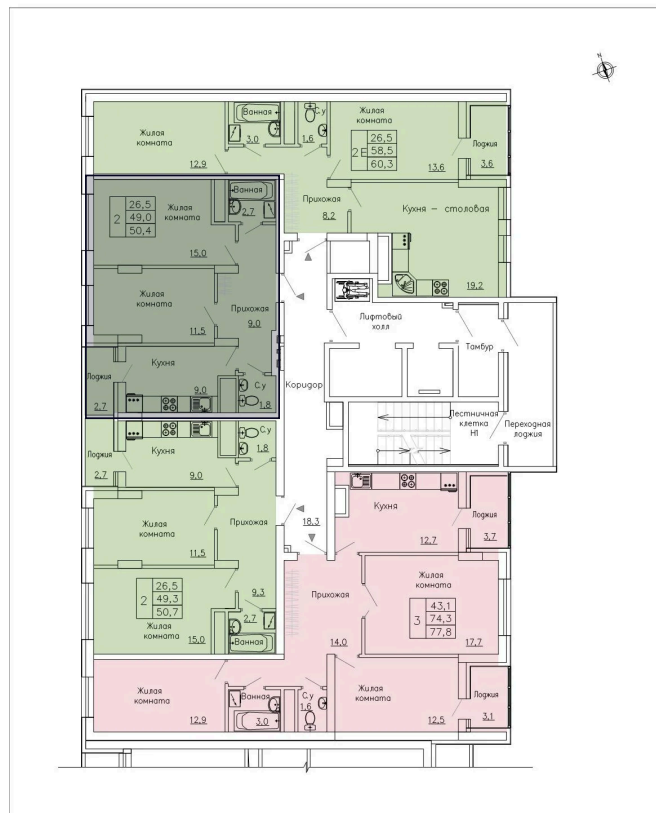 N
Жилая
комната
12.9
Ванная
3.0
С.у
1.6
Жилая
комната
2Е
26,5
58,5
60,3
13.6
Лоджия
3.6
Прихожая
8.2
Кухня – столовая
19.2
2
26,5
49,0
50,4
Жилая
комната
15.0
Ванная
2.7
Жилая
комната
11.5
Прихожая
9.0
Кухня
9.0
Лоджия
2.7
С.у
1.8
Лифтовый
холл
Тамбур
Коридор
18.3
Лестничная
клетка
Н1
Переходная
лоджия
Лоджия
2.7
Кухня
9.0
С.у
1.8
Жилая
комната
11.5
Прихожая
9.3
2
26,5
49,3
50,7
Жилая
комната
15.0
2.7
Ванная
Кухня
12.7
Лоджия
3.7
Прихожая
14.0
Жилая
комната
3
43,1
74,3
77,8
17.7
Жилая
комната
12.9
Ванная
3.0
С.у
1.6
Жилая
комната
12.5
Лоджия
3.1